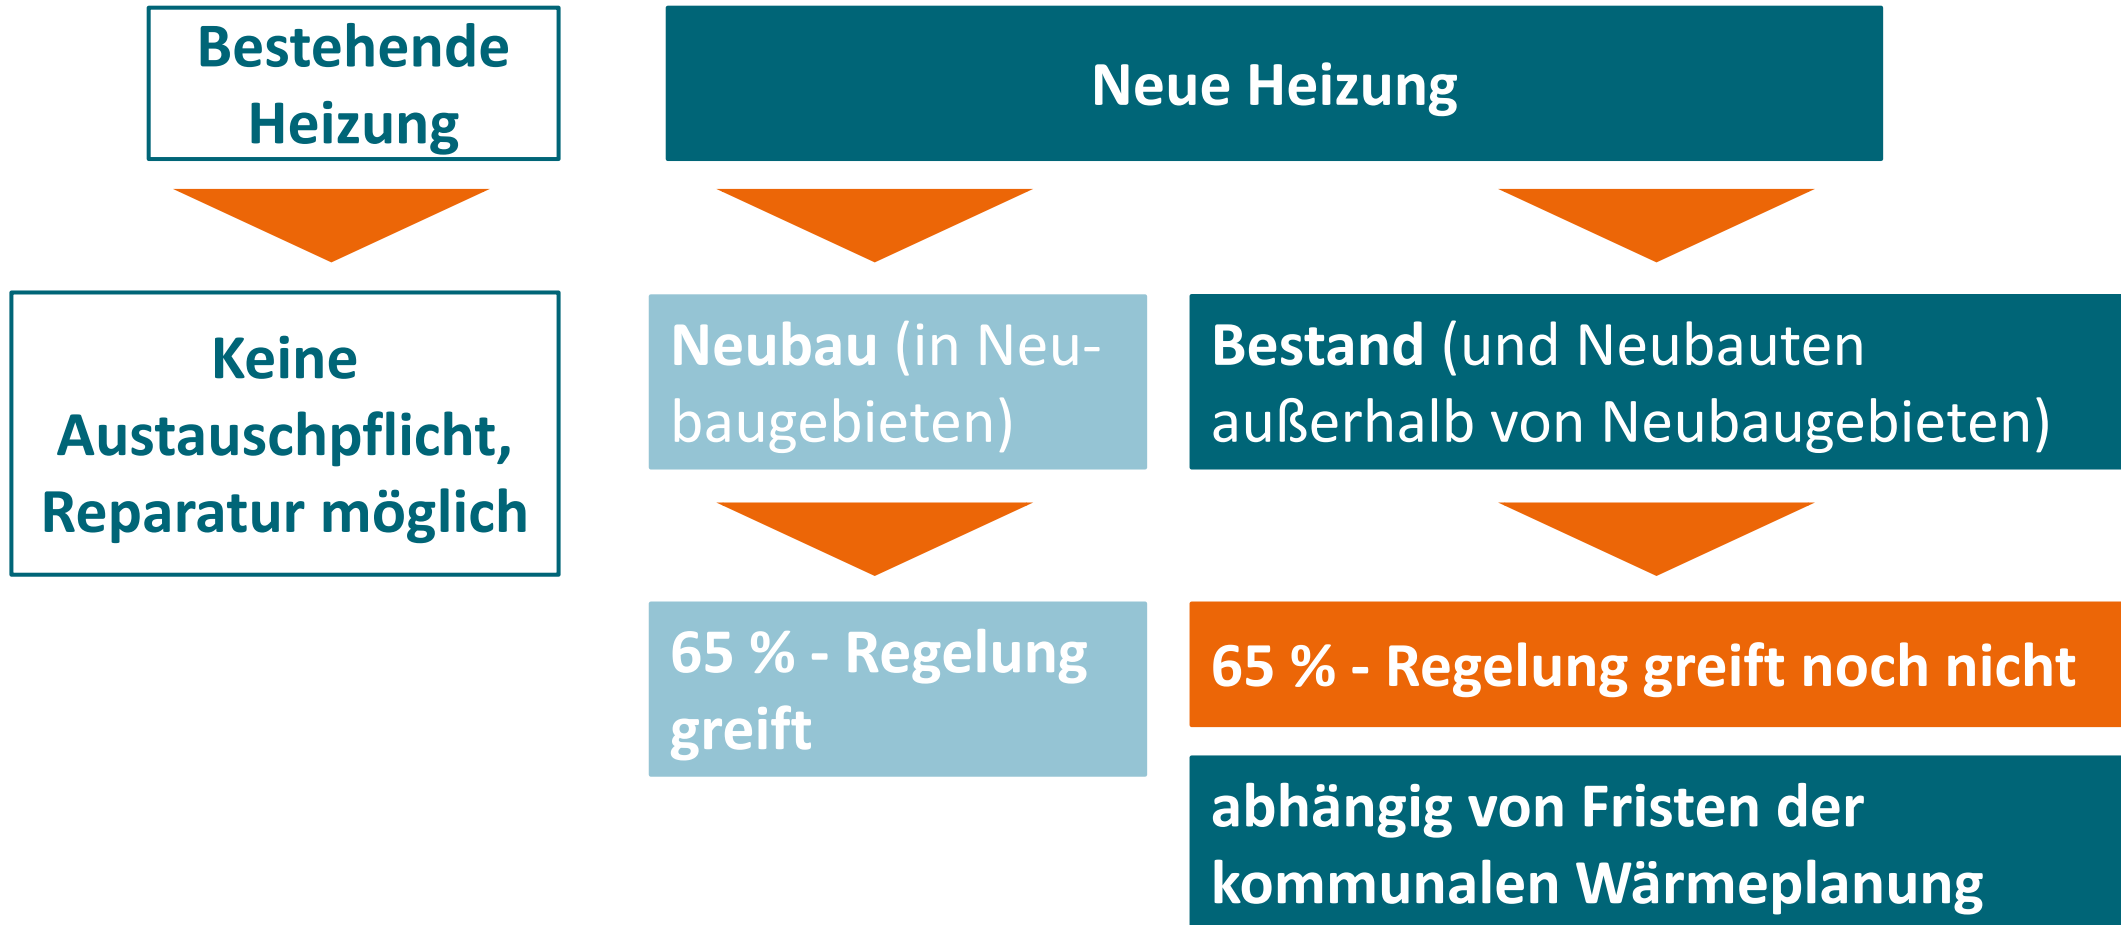 Bestehende
Heizung
Neue Heizung
Keine
Austauschpflicht,
Reparatur möglich
Neubau (in Neu-
baugebieten)
Bestand (und Neubauten
außerhalb von Neubaugebieten)
65 % - Regelung
greift
65 % - Regelung greift noch nicht
abhängig von Fristen der
kommunalen Wärmeplanung